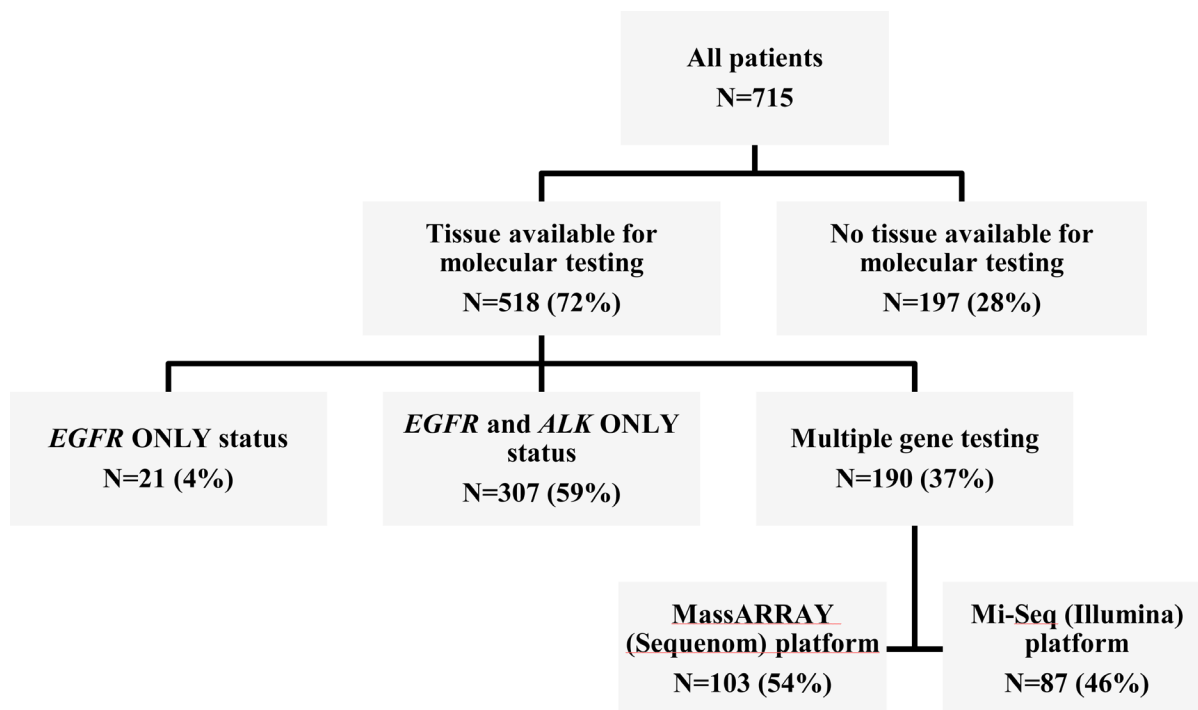 All patients
N=715
Tissue available for
molecular testing
N=518 (72%)
No tissue available for
molecular testing
N=197 (28%)
EGFR ONLY status
N=21 (4%)
EGFR and ALK ONLY
status
N=307 (59%)
Multiple gene testing
N=190 (37%)
MassARRAY
(Sequenom) platform
N=103 (54%)
Mi-Seq (Illumina)
platform
N=87 (46%)